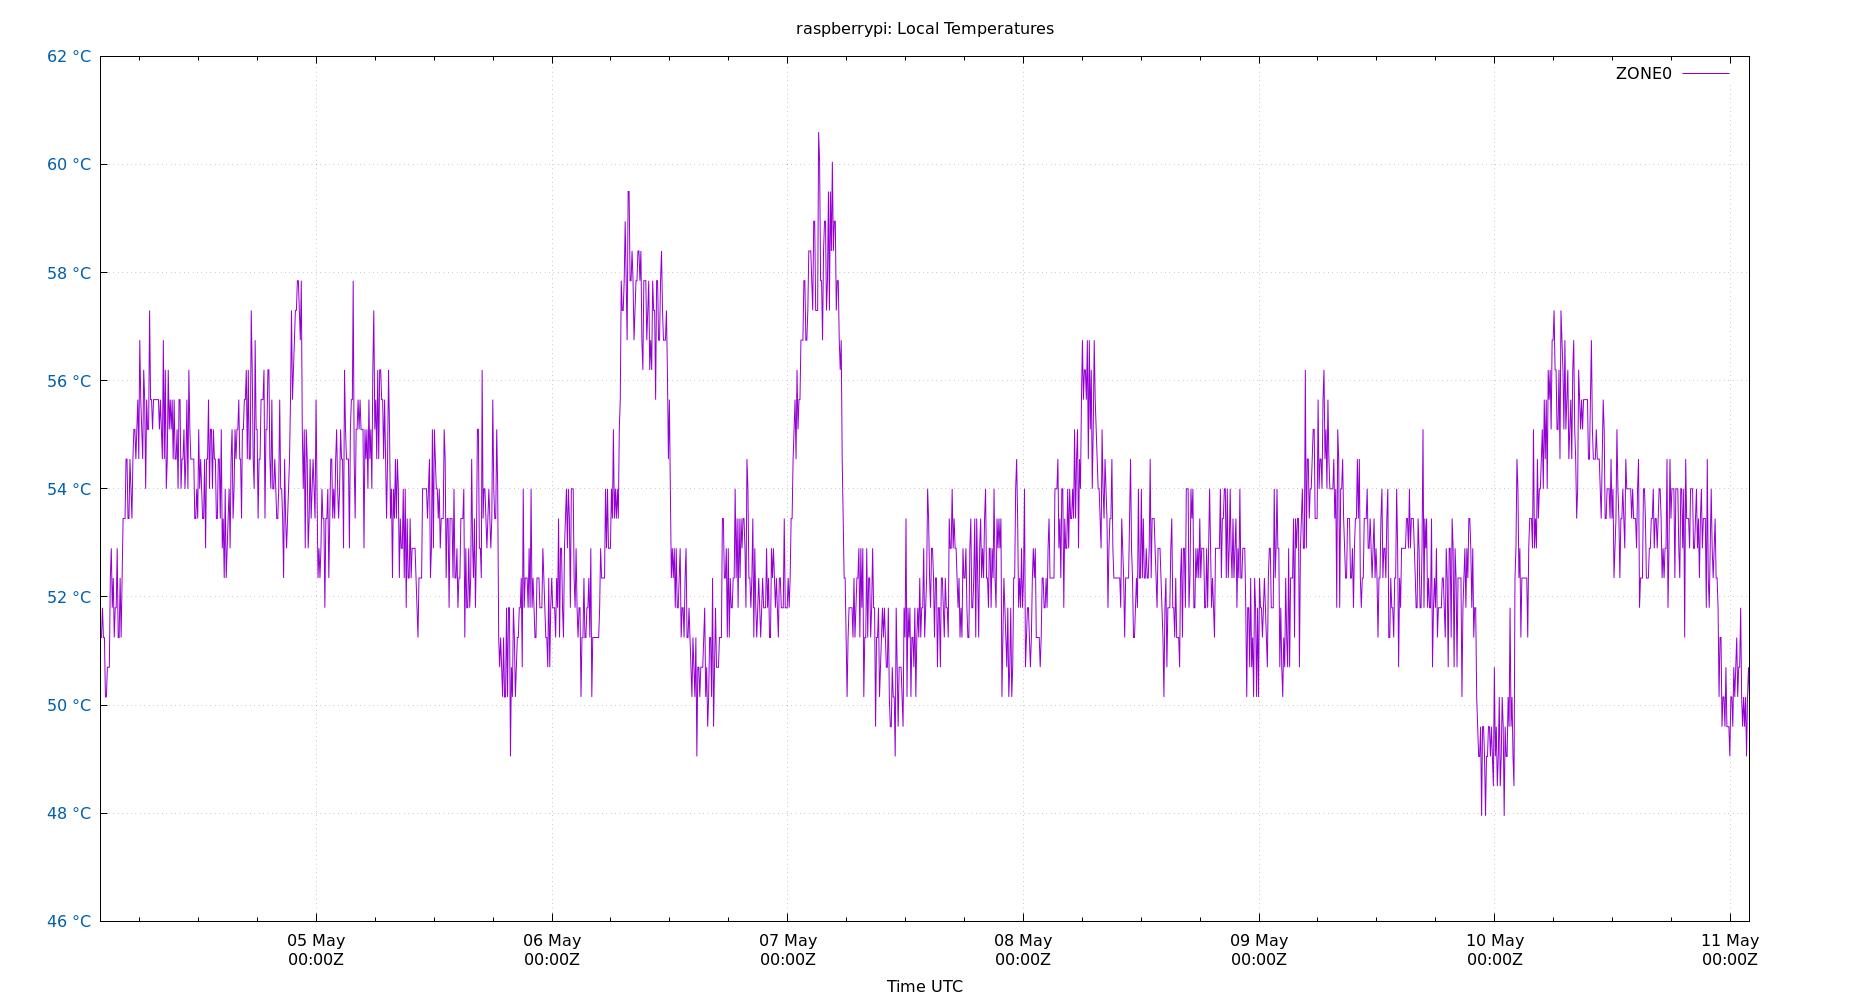 raspberrypi: Local Temperatures
62 °C
ZONE0
60 °C
58 °C
56 °C
54 °C
52 °C
50 °C
48 °C
46 °C
05 May 06 May 07 May 08 May 09 May 10 May 11 May
00:00Z 00:00Z 00:00Z 00:00Z 00:00Z 00:00Z 00:00Z
Time UTC